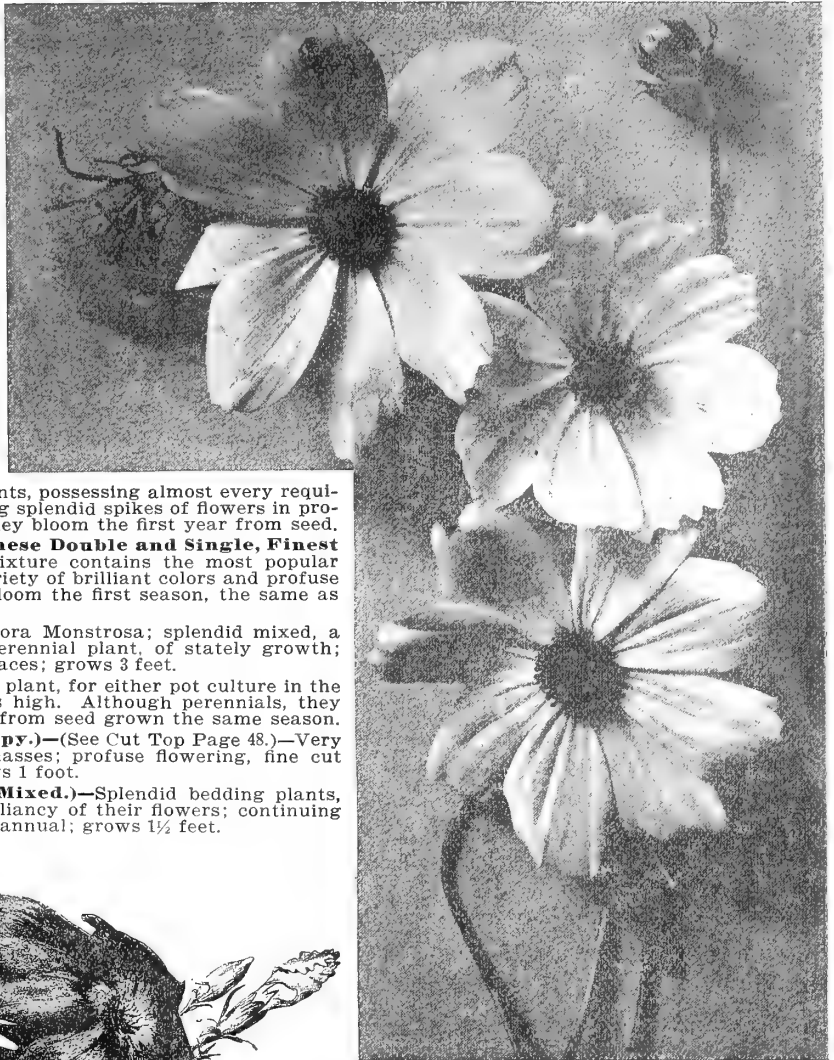 nts, possessing almost every requi-
g splendid spikes of flowers in pro-
ey bloom the first year from seed.
nese Double and Single, Finest
ixture contains the most popular
riety of brilliant colors and profuse
loom the first season, the same as
ora Monstrosa; splendid mixed, a
erennial plant, of stately growth;
aces; grows 3 feet.
plant, for either pot culture in the
s high. Although perennials, they
from seed grown the same season.
py.)—(See Cut Top Page 48.)—Very
asses; profuse flowering, fine cut
s 1 foot.
Mixed.)—Splendid bedding plants,
liancy of their flowers; continuing
annual; grows 1½ feet.